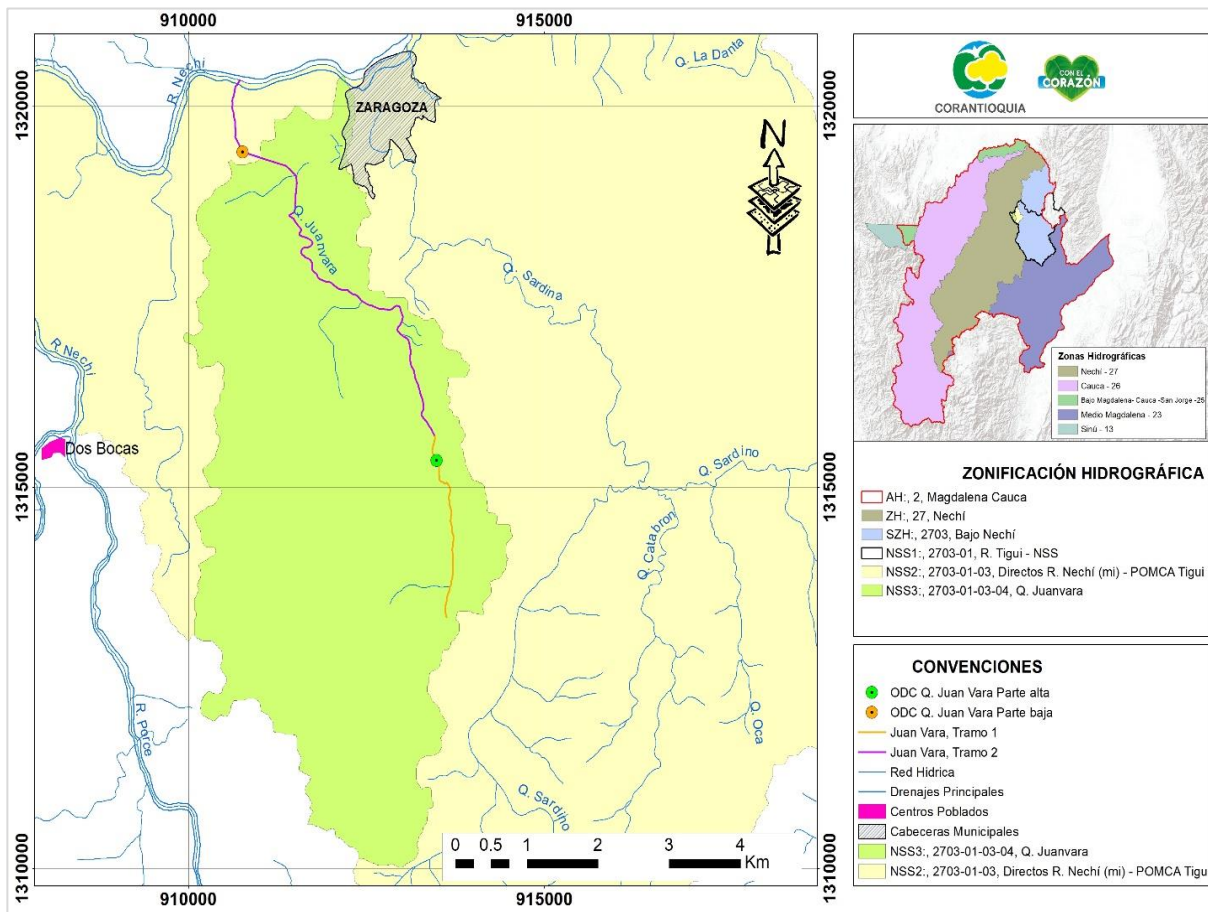 910000
915000
1320000
1315000
1310000
R. Nechí
ZARAGOZA
Q. La Danta
N
Q. Juanvara
Q. Sardina
R Nechí
Dos Bocas
Q. Sardino
Q. Catabron
R. Porce
Q. Oca
Q. Sardino
0 0.5 1 2 3 4
Km
1320000
1315000
1310000
910000
915000
CORANTIOQUIA
CON EL
CORAZÓN
Zonas Hidrográficas
Nechí - 27
Cauca - 26
Bajo Magdalena- Cauca -San Jorge -25
Medio Magdalena - 23
Sinú - 13
ZONIFICACIÓN HIDROGRÁFICA
AH:, 2, Magdalena Cauca
ZH:, 27, Nechí
SZH:, 2703, Bajo Nechí
NSS1:, 2703-01, R. Tigui - NSS
NSS2:, 2703-01-03, Directos R. Nechí (mi) - POMCA Tigui
NSS3:, 2703-01-03-04, Q. Juanvara
CONVENCIONES
ODC Q. Juan Vara Parte alta
ODC Q. Juan Vara Parte baja
Juan Vara, Tramo 1
Juan Vara, Tramo 2
Red Hídrica
Drenajes Principales
Centros Poblados
Cabeceras Municipales
NSS3:, 2703-01-03-04, Q. Juanvara
NSS2:, 2703-01-03, Directos R. Nechí (mi) - POMCA Tigui